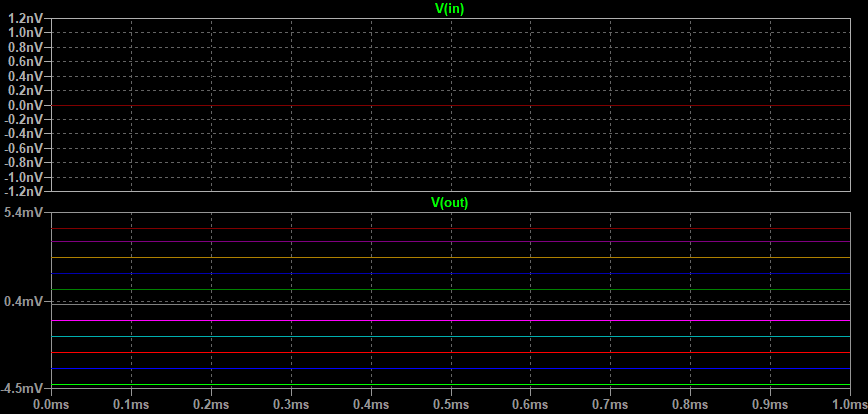 V(in)
1.2nV
1.0nV
0.8nV
0.6nV
0.4nV
0.2nV
0.0nV
-0.2nV
-0.4nV
-0.6nV
-0.8nV
-1.0nV
-1.2nV
V(out)
5.4mV
0.4mV
-4.5mV
0.0ms 0.1ms 0.2ms 0.3ms 0.4ms 0.5ms 0.6ms 0.7ms 0.8ms 0.9ms 1.0ms